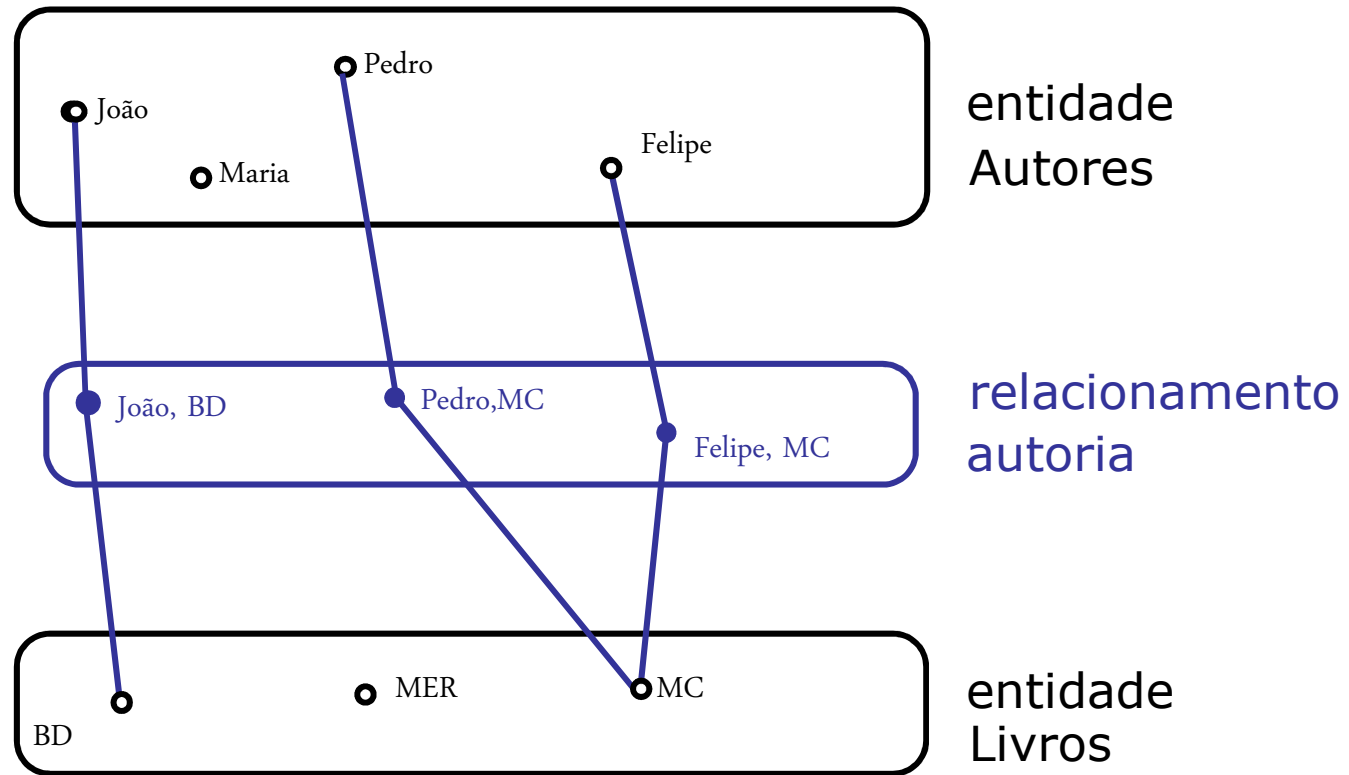 Pedro
João
Felipe
Maria
entidade
Autores
João, BD
Pedro,MC
Felipe, MC
relacionamento
autoria
BD
MER
MC
entidade
Livros